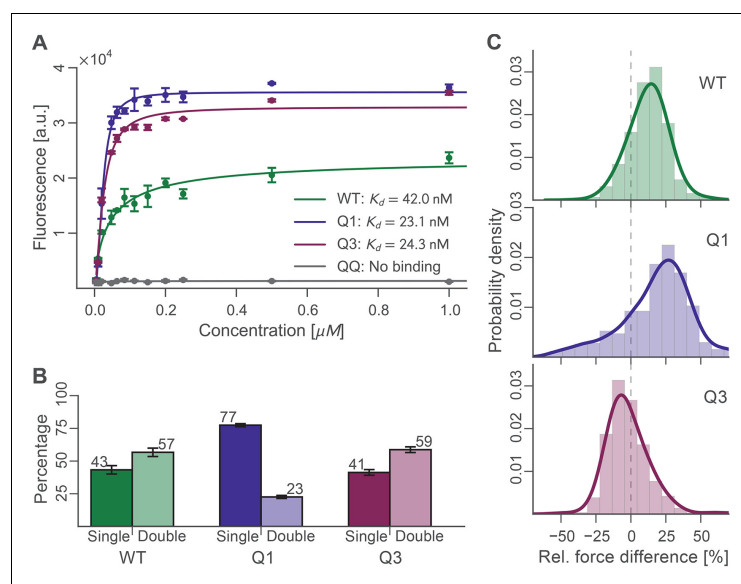 A
×10⁴
4
3
2
1
Fluorescence [a.u.]
WT: Kd = 42.0 nM
Q1: Kd = 23.1 nM
Q3: Kd = 24.3 nM
QQ: No binding
0.0 0.2 0.4 0.6 0.8 1.0
Concentration [μM]
B
100
75
50
25
Percentage
43 57 77 23 41 59
Single Double Single Double Single Double
WT Q1 Q3
C
WT
0.03
0.02
0.01
Q1
0.03
0.02
0.01
Probability density
Q3
0.03
0.02
0.01
−50 −25 0 25 50
Rel. force difference [%]